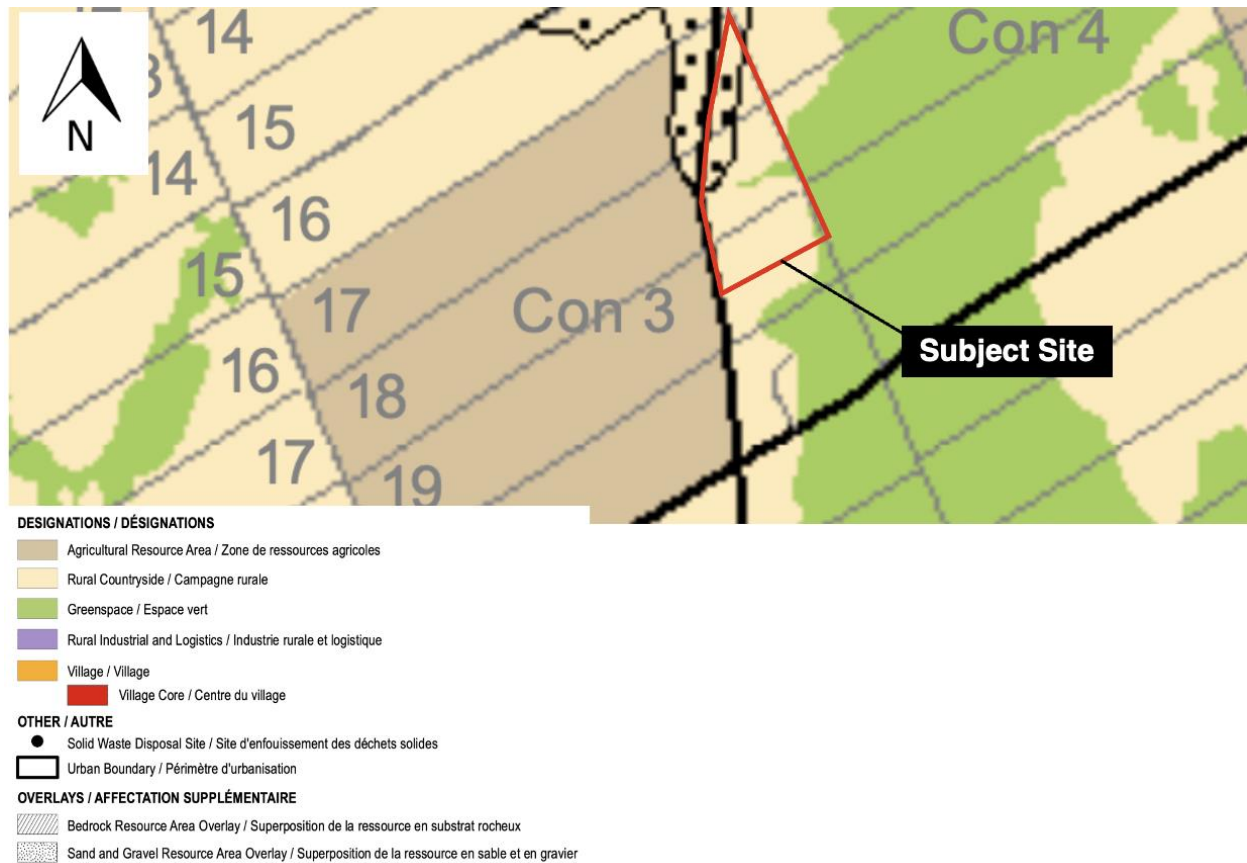 14
Con 4
N
15
14
16
15
17
Con 3
Subject Site
16
18
17
19
DESIGNATIONS / DÉSIGNATIONS
Agricultural Resource Area / Zone de ressources agricoles
Rural Countryside / Campagne rurale
Greenspace / Espace vert
Rural Industrial and Logistics / Industrie rurale et logistique
Village / Village
Village Core / Centre du village
OTHER / AUTRE
Solid Waste Disposal Site / Site d'enfouissement des déchets solides
Urban Boundary / Périmètre d'urbanisation
OVERLAYS / AFFECTATION SUPPLÉMENTAIRE
Bedrock Resource Area Overlay / Superposition de la ressource en substrat rocheux
Sand and Gravel Resource Area Overlay / Superposition de la ressource en sable et en gravier